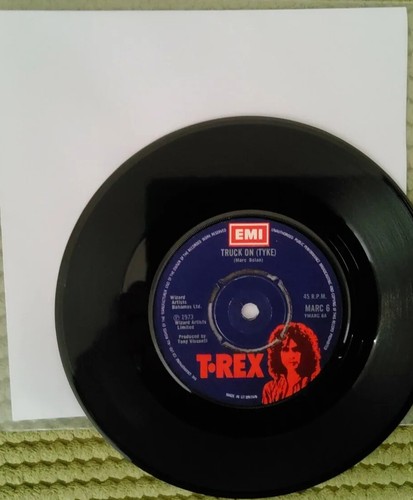 EMI
TRUCK ON (TYKE)
(Marc Bolan)
Wizard
Artists
Bahamas Ltd.
℗ 1973
Wizard Artists
Limited
Produced by
Tony Visconti
45 R.P.M.
MARC 6
T·REX
MADE IN GT BRITAIN